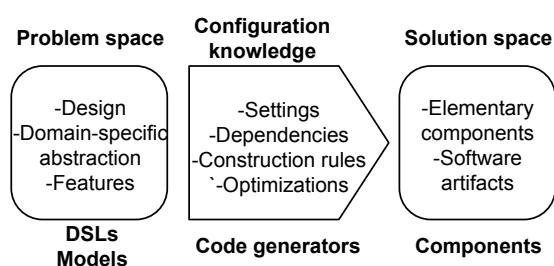 Problem space
-Design
-Domain-specific
abstraction
-Features
DSLs
Models
Configuration
knowledge
-Settings
-Dependencies
-Construction rules
`-Optimizations
Code generators
Solution space
-Elementary
components
-Software
artifacts
Components